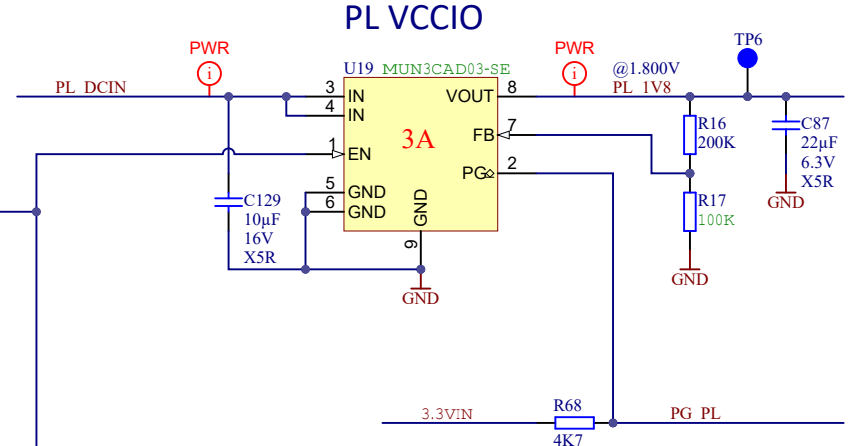 PL VCCIO
PWR
PWR
TP6
U19 MUN3CAD03-SE
@1.800V
PL_DCIN
PL_1V8
3 IN
4 IN
VOUT 8
3A
FB 7
R16
200K
C87
22µF
6.3V
X5R
GND
1 EN
PG 2
5 GND
6 GND
GND
9
C129
10µF
16V
X5R
R17
100K
GND
GND
3.3VIN
R68
4K7
PG_PL